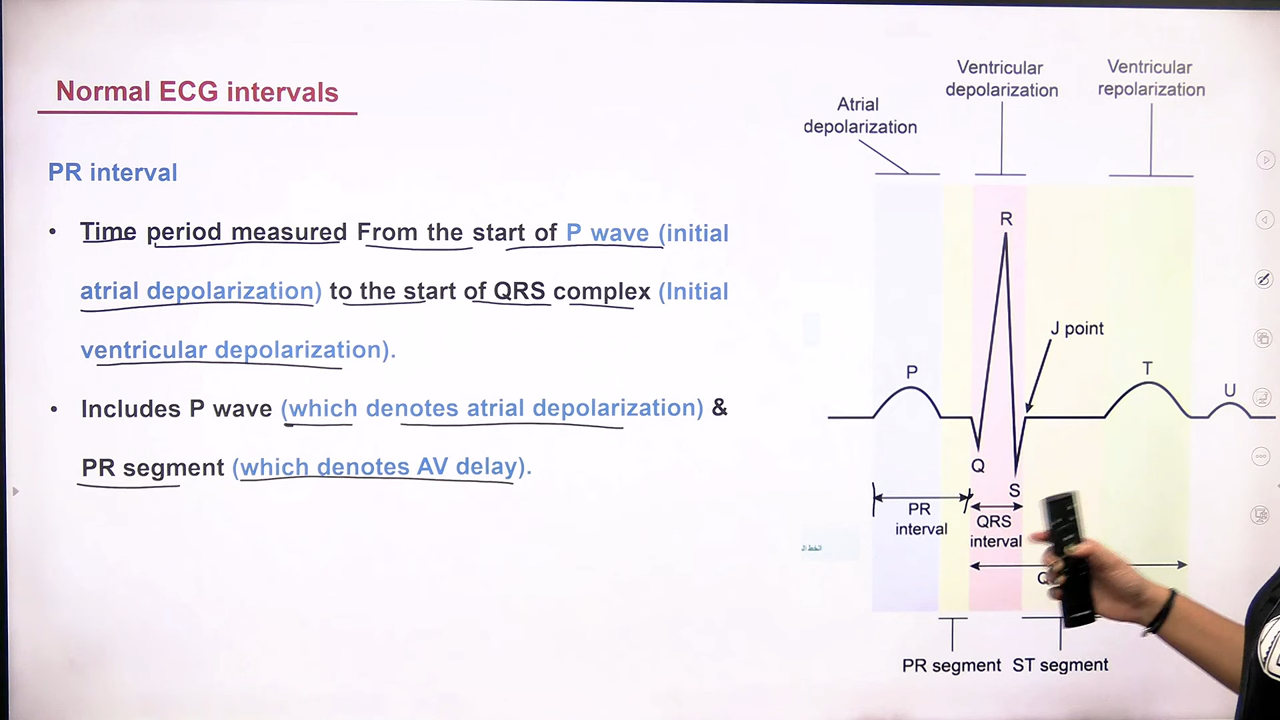 Normal ECG intervals
PR interval
• Time period measured From the start of P wave (initial
atrial depolarization) to the start of QRS complex (Initial
ventricular depolarization).
• Includes P wave (which denotes atrial depolarization) &
PR segment (which denotes AV delay).
Atrial
depolarization
Ventricular
depolarization
Ventricular
repolarization
R
J point
P
T
U
Q
S
PR
interval
QRS
interval
PR segment
ST segment